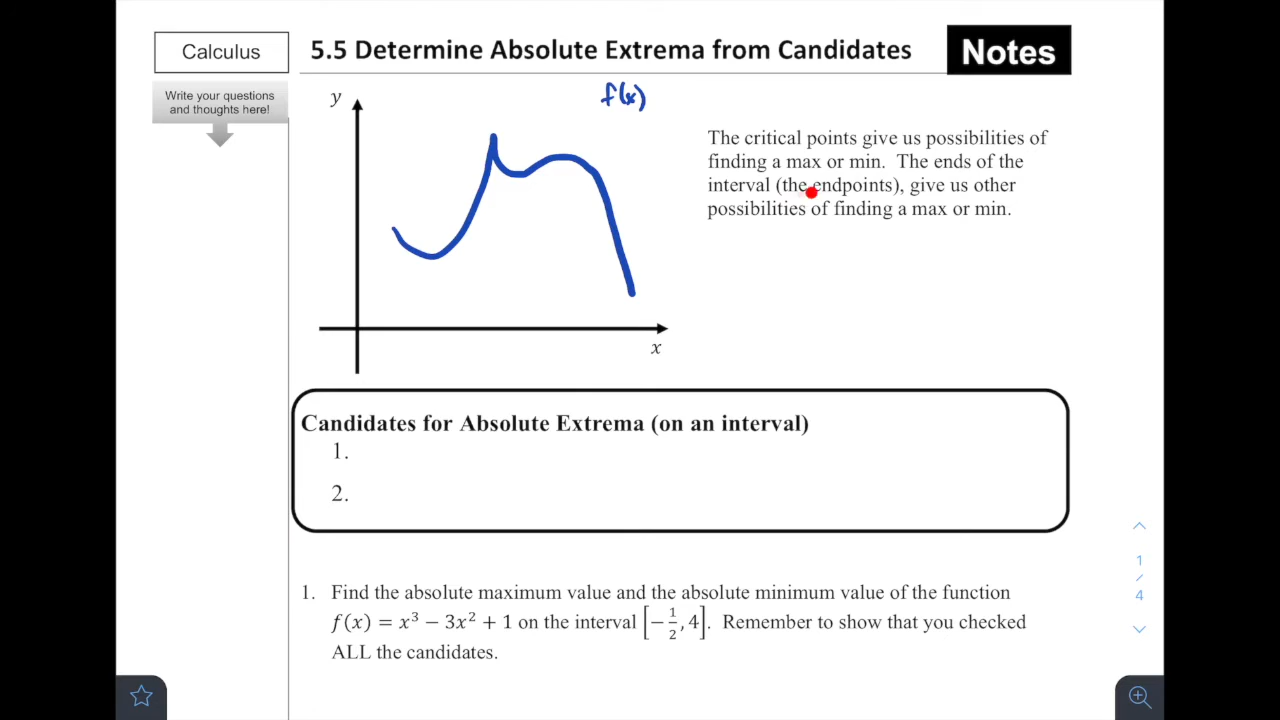 Calculus
5.5 Determine Absolute Extrema from Candidates
Notes
Write your questions
and thoughts here!
y
f(x)
x
The critical points give us possibilities of
finding a max or min. The ends of the
interval (the endpoints), give us other
possibilities of finding a max or min.
Candidates for Absolute Extrema (on an interval)
1.
2.
1. Find the absolute maximum value and the absolute minimum value of the function
f(x) = x³ − 3x² + 1 on the interval [−1/2, 4]. Remember to show that you checked
ALL the candidates.
1
/
4